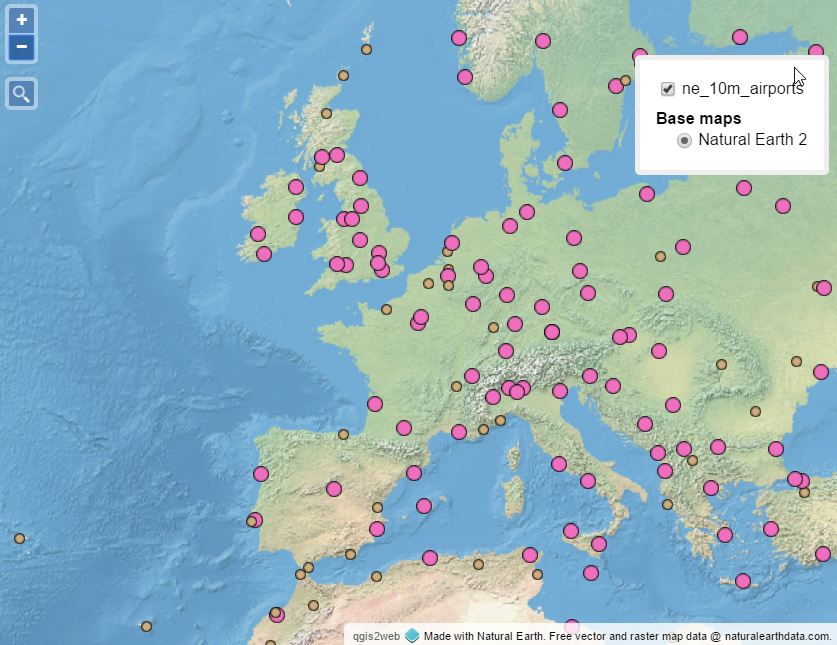 +
−
ne_10m_airports
Base maps
Natural Earth 2
qgis2web Made with Natural Earth. Free vector and raster map data @ naturalearthdata.com.